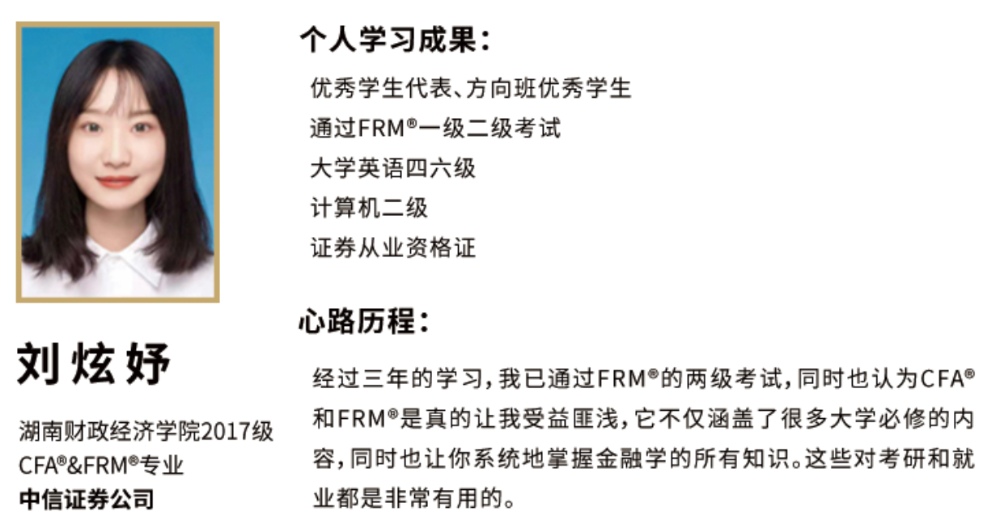 个人学习成果：
优秀学生代表、方向班优秀学生
通过FRM®一级二级考试
大学英语四六级
计算机二级
证券从业资格证
心路历程：
经过三年的学习，我已通过FRM®的两级考试，同时也认为CFA®
和FRM®是真的让我受益匪浅，它不仅涵盖了很多大学必修的内
容，同时也让你系统地掌握金融学的所有知识。这些对考研和就
业都是非常有用的。
刘炫妤
湖南财政经济学院2017级
CFA®&FRM®专业
中信证券公司